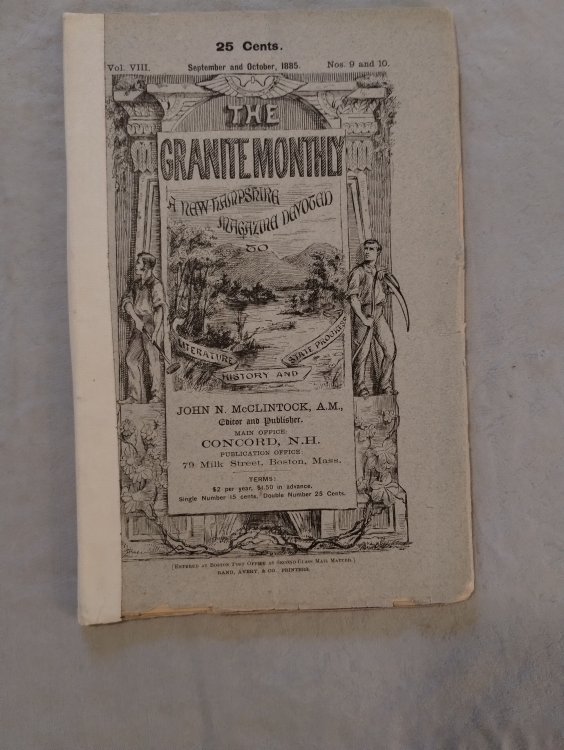 25 Cents.
Vol. VIII. September and October, 1885. Nos. 9 and 10.
THE
GRANITE MONTHLY
A NEW-HAMPSHIRE
MAGAZINE DEVOTED
TO
LITERATURE
HISTORY AND
STATE PROGRESS
JOHN N. McCLINTOCK, A.M.,
Editor and Publisher.
MAIN OFFICE:
CONCORD, N.H.
PUBLICATION OFFICE:
79 Milk Street, Boston, Mass.
TERMS:
$2 per year, $1.50 in advance.
Single Number 15 cents, Double Number 25 Cents.
[Entered at Boston Post Office as Second-Class Mail Matter.]
RAND, AVERY, & CO., PRINTERS.